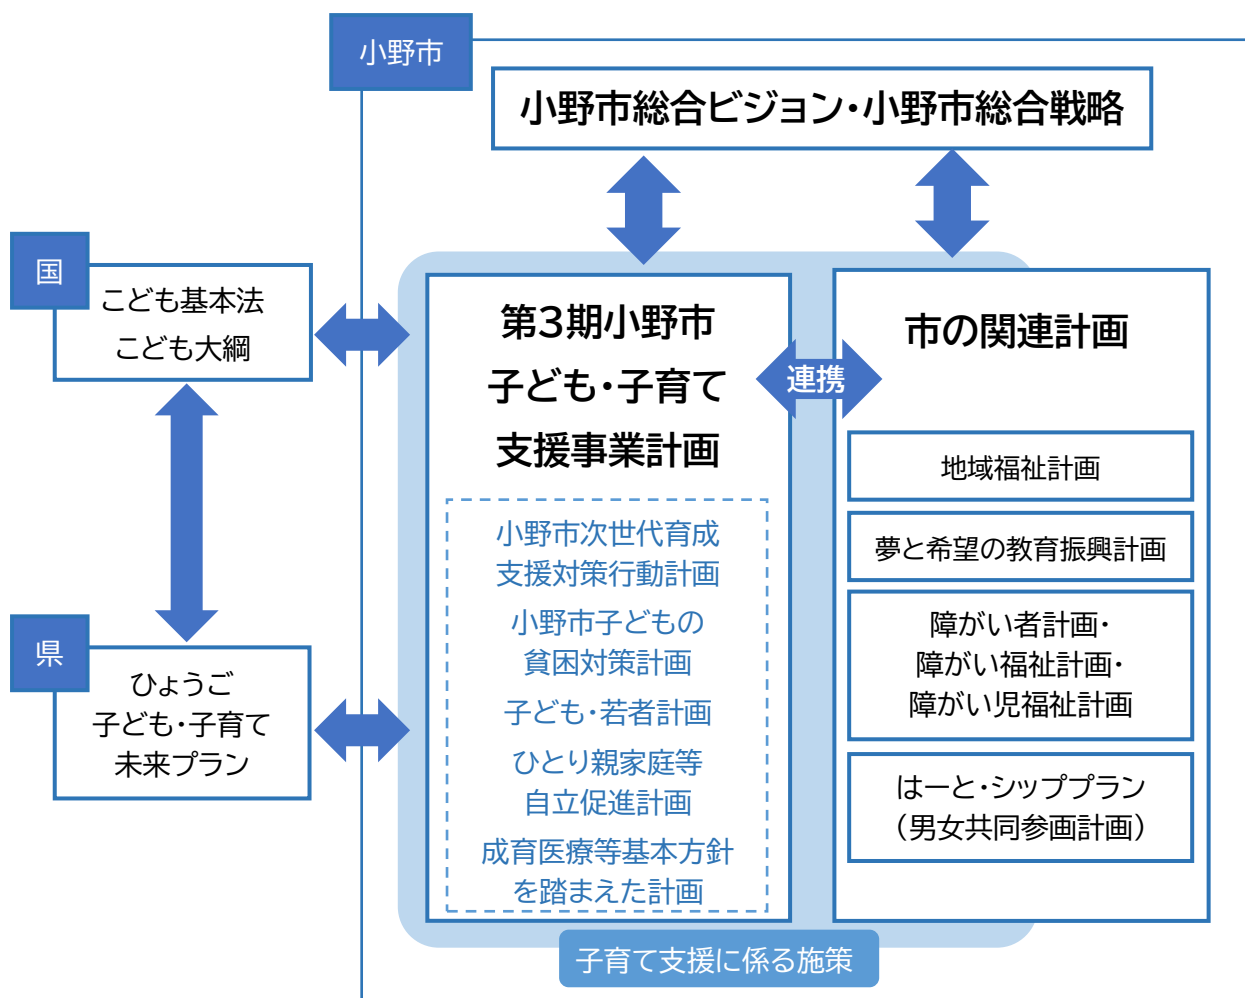 小野市
小野市総合ビジョン・小野市総合戦略
国
こども基本法
こども大綱
県
ひょうご
子ども・子育て
未来プラン
第3期小野市
子ども・子育て
支援事業計画
小野市次世代育成
支援対策行動計画
小野市子どもの
貧困対策計画
子ども・若者計画
ひとり親家庭等
自立促進計画
成育医療等基本方針
を踏まえた計画
連携
市の関連計画
地域福祉計画
夢と希望の教育振興計画
障がい者計画・
障がい福祉計画・
障がい児福祉計画
はーと・シッププラン
（男女共同参画計画）
子育て支援に係る施策